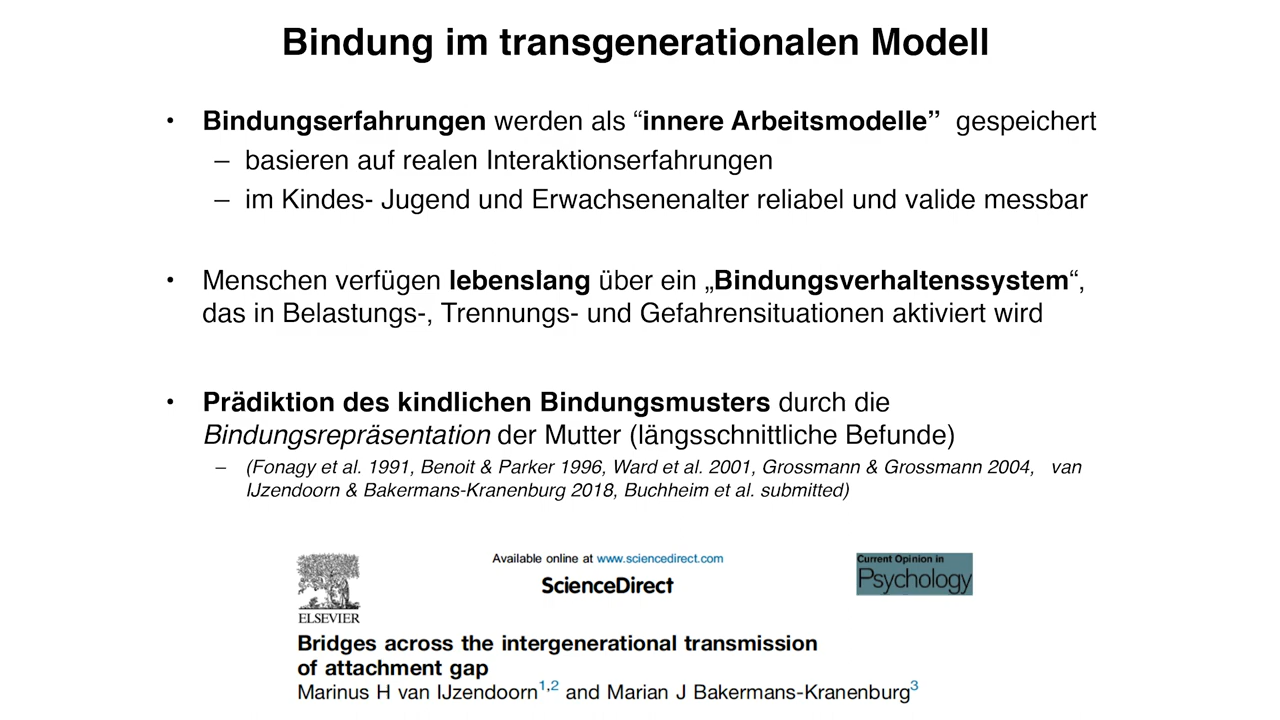 Bindung im transgenerationalen Modell
• Bindungserfahrungen werden als “innere Arbeitsmodelle” gespeichert
– basieren auf realen Interaktionserfahrungen
– im Kindes- Jugend und Erwachsenenalter reliabel und valide messbar
• Menschen verfügen lebenslang über ein „Bindungsverhaltenssystem“,
das in Belastungs-, Trennungs- und Gefahrensituationen aktiviert wird
• Prädiktion des kindlichen Bindungsmusters durch die
Bindungsrepräsentation der Mutter (längsschnittliche Befunde)
– (Fonagy et al. 1991, Benoit & Parker 1996, Ward et al. 2001, Grossmann & Grossmann 2004, van
IJzendoorn & Bakermans-Kranenburg 2018, Buchheim et al. submitted)
Available online at www.sciencedirect.com
ScienceDirect
Current Opinion in
Psychology
ELSEVIER
Bridges across the intergenerational transmission
of attachment gap
Marinus H van IJzendoorn1,2 and Marian J Bakermans-Kranenburg3